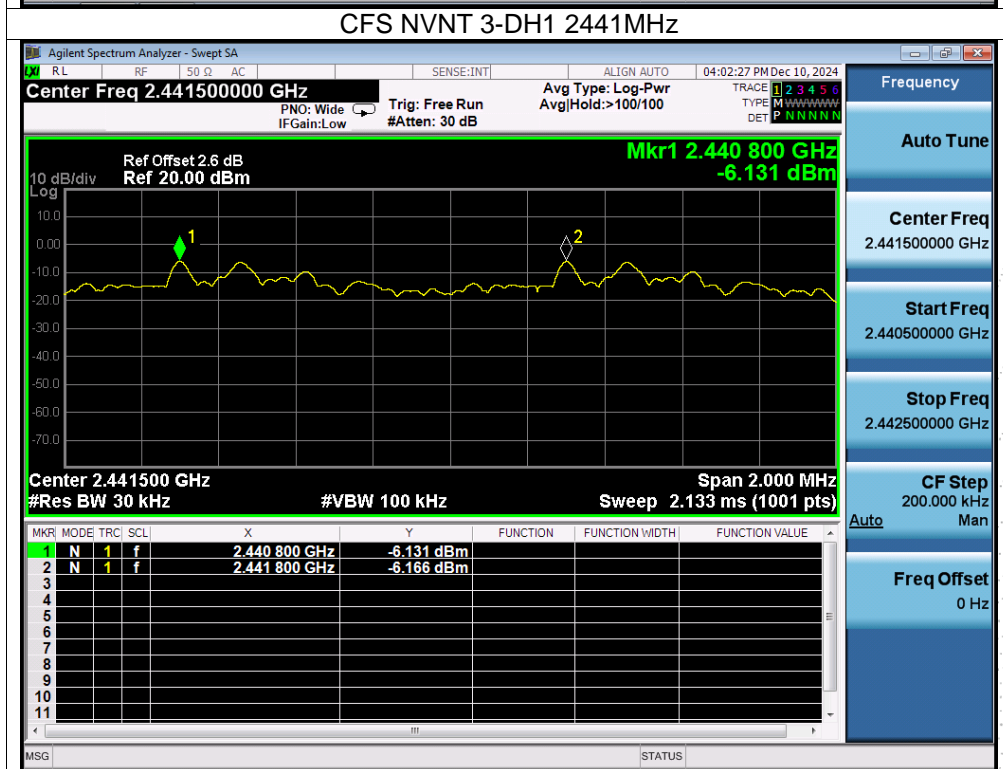 CFS NVNT 3-DH1 2441MHz
Agilent Spectrum Analyzer - Swept SA
LXI RL RF 50 Ω AC SENSE:INT ALIGN AUTO 04:02:27 PM Dec 10, 2024
Center Freq 2.441500000 GHz
PNO: Wide
IFGain:Low
Trig: Free Run
#Atten: 30 dB
Avg Type: Log-Pwr
Avg|Hold:>100/100
TRACE 1 2 3 4 5 6
TYPE M WWWWW
DET P N N N N N
Frequency
Auto Tune
Center Freq
2.441500000 GHz
Start Freq
2.440500000 GHz
Stop Freq
2.442500000 GHz
CF Step
200.000 kHz
Auto Man
Freq Offset
0 Hz
Mkr1 2.440 800 GHz
-6.131 dBm
Ref Offset 2.6 dB
10 dB/div Ref 20.00 dBm
Log
10.0
0.00
-10.0
-20.0
-30.0
-40.0
-50.0
-60.0
-70.0
1
2
Center 2.441500 GHz Span 2.000 MHz
#Res BW 30 kHz #VBW 100 kHz Sweep 2.133 ms (1001 pts)
MKR MODE TRC SCL X Y FUNCTION FUNCTION WIDTH FUNCTION VALUE
1 N 1 f 2.440 800 GHz -6.131 dBm
2 N 1 f 2.441 800 GHz -6.166 dBm
3
4
5
6
7
8
9
10
11
MSG STATUS